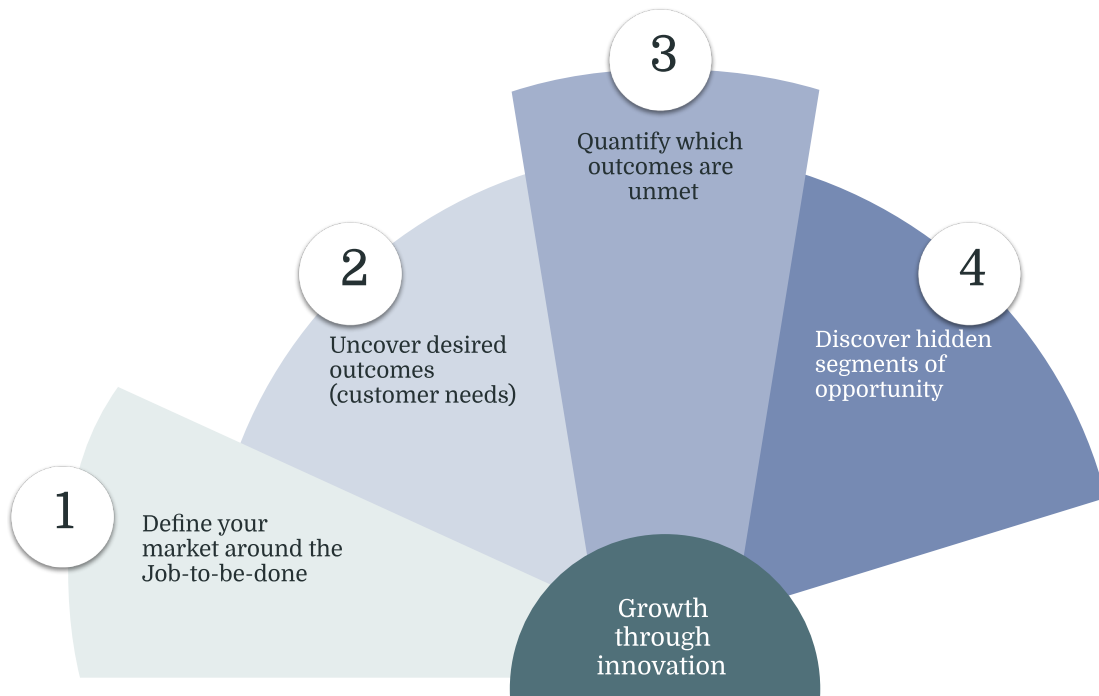 1
Define your
market around the
Job-to-be-done
2
Uncover desired
outcomes
(customer needs)
3
Quantify which
outcomes are
unmet
4
Discover hidden
segments of
opportunity
Growth
through
innovation